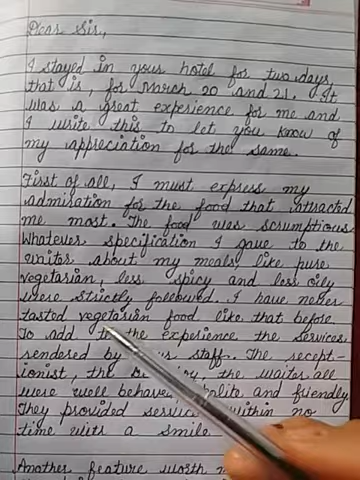 Dear Sir,
I stayed in your hotel for two days,
that is, for March 20 and 21. It
was a great experience for me and
I write this to let you know of
my appreciation for the same.
First of all, I must express my
admiration for the food that attracted
me most. The food was scrumptious
Whatever specification I gave to the
waiter about my meals, like pure
vegetarian, less spicy and less oily
were strictly followed. I have never
tasted vegetarian food like that before
To add to the experience the services
rendered by staff. The recept-
ionist, the the waiter all
were well behaved, polite and friendly
They provided within no
time with a smile
Another feature worth